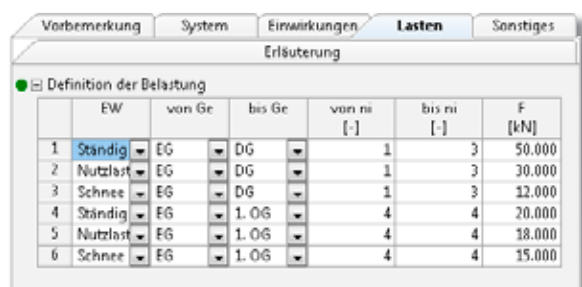 Vorbemerkung System Einwirkungen Lasten Sonstiges
Erläuterung
Definition der Belastung
EW von Ge bis Ge von ni bis ni F
[-] [-] [kN]
1 Ständig EG DG 1 3 50.000
2 Nutzlast EG DG 1 3 30.000
3 Schnee EG DG 1 3 12.000
4 Ständig EG 1. OG 4 4 20.000
5 Nutzlast EG 1. OG 4 4 18.000
6 Schnee EG 1. OG 4 4 15.000